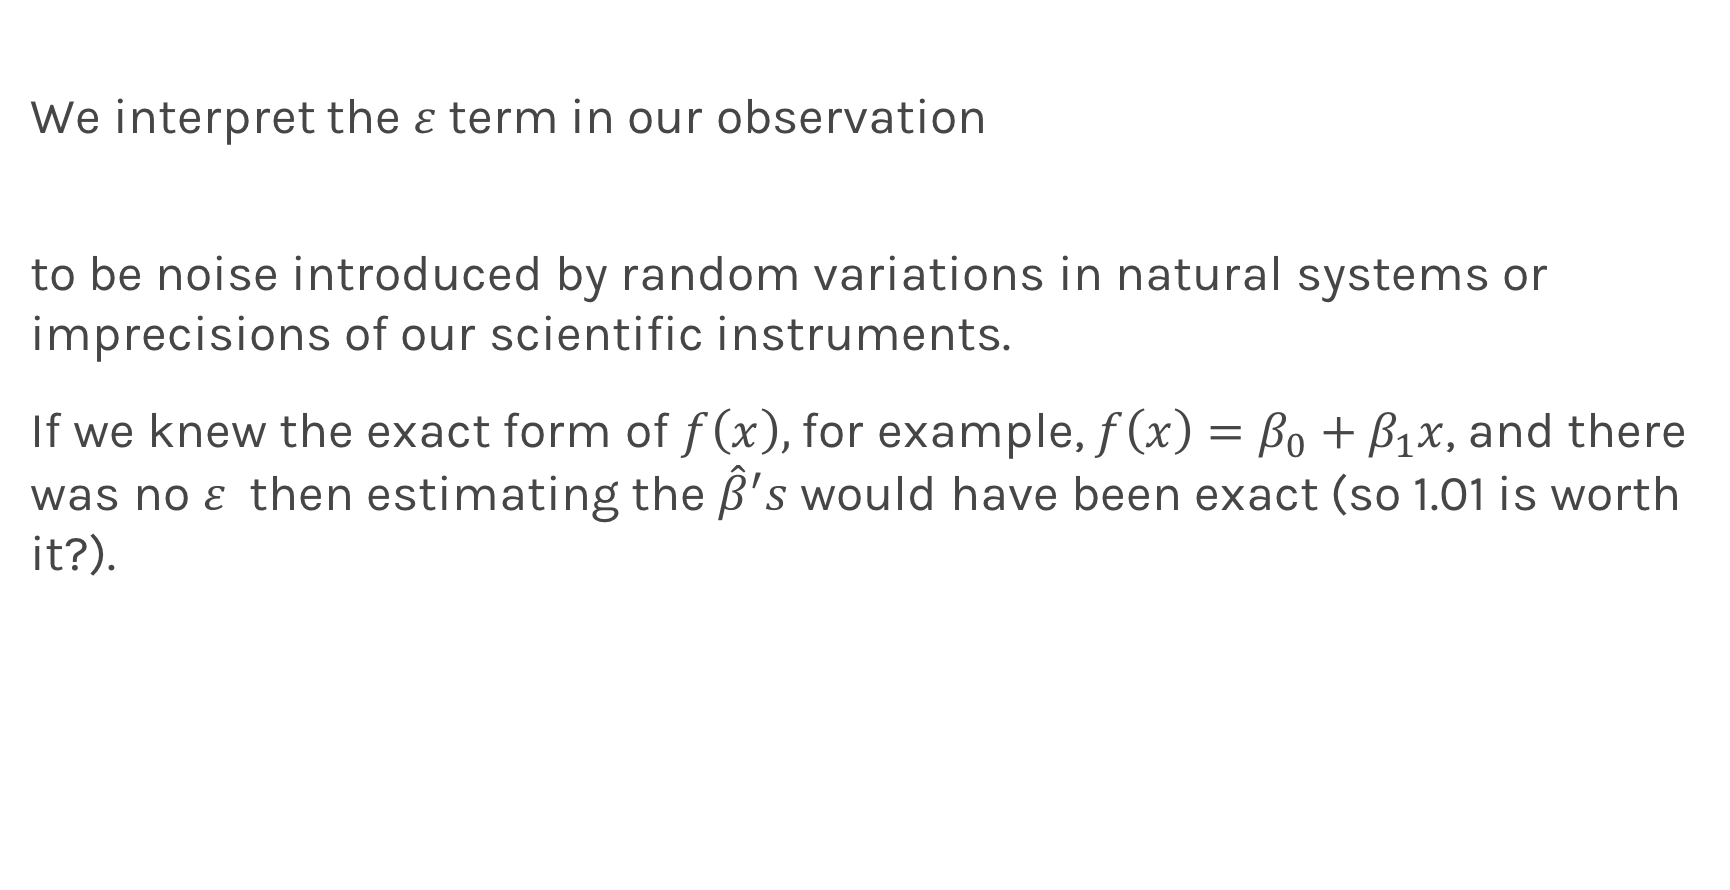 We interpret the ε term in our observation
to be noise introduced by random variations in natural systems or
imprecisions of our scientific instruments.
If we knew the exact form of f(x), for example, f(x) = β₀ + β₁x, and there
was no ε then estimating the β̂′s would have been exact (so 1.01 is worth
it?).